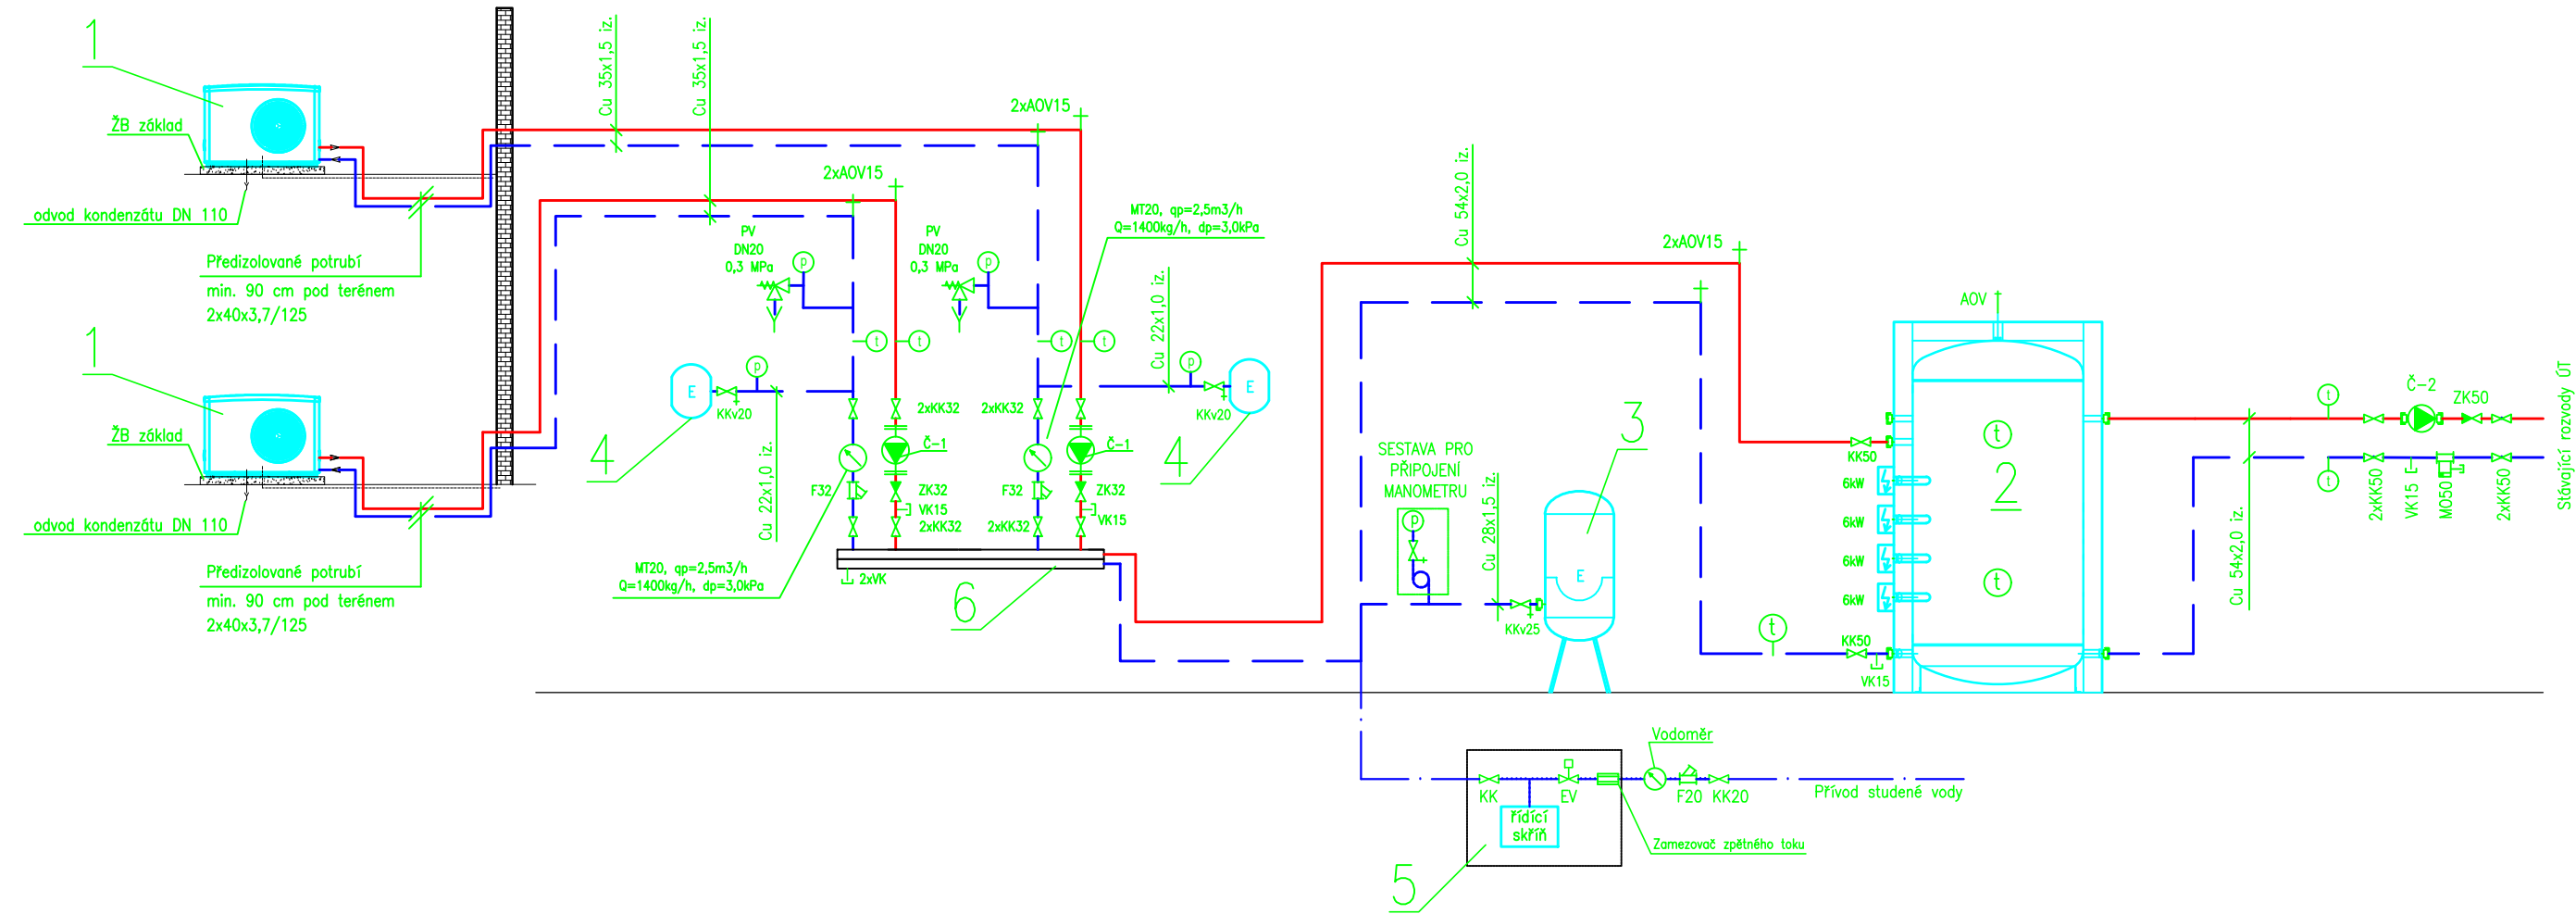 1
ŽB základ
odvod kondenzátu DN 110
Předizolované potrubí
min. 90 cm pod terénem
2x40x3,7/125
1
ŽB základ
odvod kondenzátu DN 110
Předizolované potrubí
min. 90 cm pod terénem
2x40x3,7/125
Cu 35x1,5 iz.
Cu 35x1,5 iz.
2xAOV15
2xAOV15
PV
DN20
0,3 MPa
p
PV
DN20
0,3 MPa
p
MT20, qp=2,5m3/h
Q=1400kg/h, dp=3,0kPa
t
t
t
t
E
p
KKv20
4
Cu 22x1,0 iz.
Cu 22x1,0 iz.
p
E
KKv20
4
2xKK32
2xKK32
Č-1
Č-1
F32
ZK32
VK15
2xKK32
F32
ZK32
VK15
2xKK32
MT20, qp=2,5m3/h
Q=1400kg/h, dp=3,0kPa
2xVK
6
Cu 54x2,0 iz.
2xAOV15
SESTAVA PRO
PŘIPOJENÍ
MANOMETRU
p
Cu 28x1,5 iz.
KKv25
3
E
t
AOV
KK50
6kW
6kW
6kW
6kW
KK50
VK15
t
2
t
Cu 54x2,0 iz.
t
t
Č-2
ZK50
2xKK50
VK15
MO50
2xKK50
Stávající rozvody ÚT
Vodoměr
KK
EV
F20
KK20
Přívod studené vody
řídící
skříň
Zamezovač zpětného toku
5